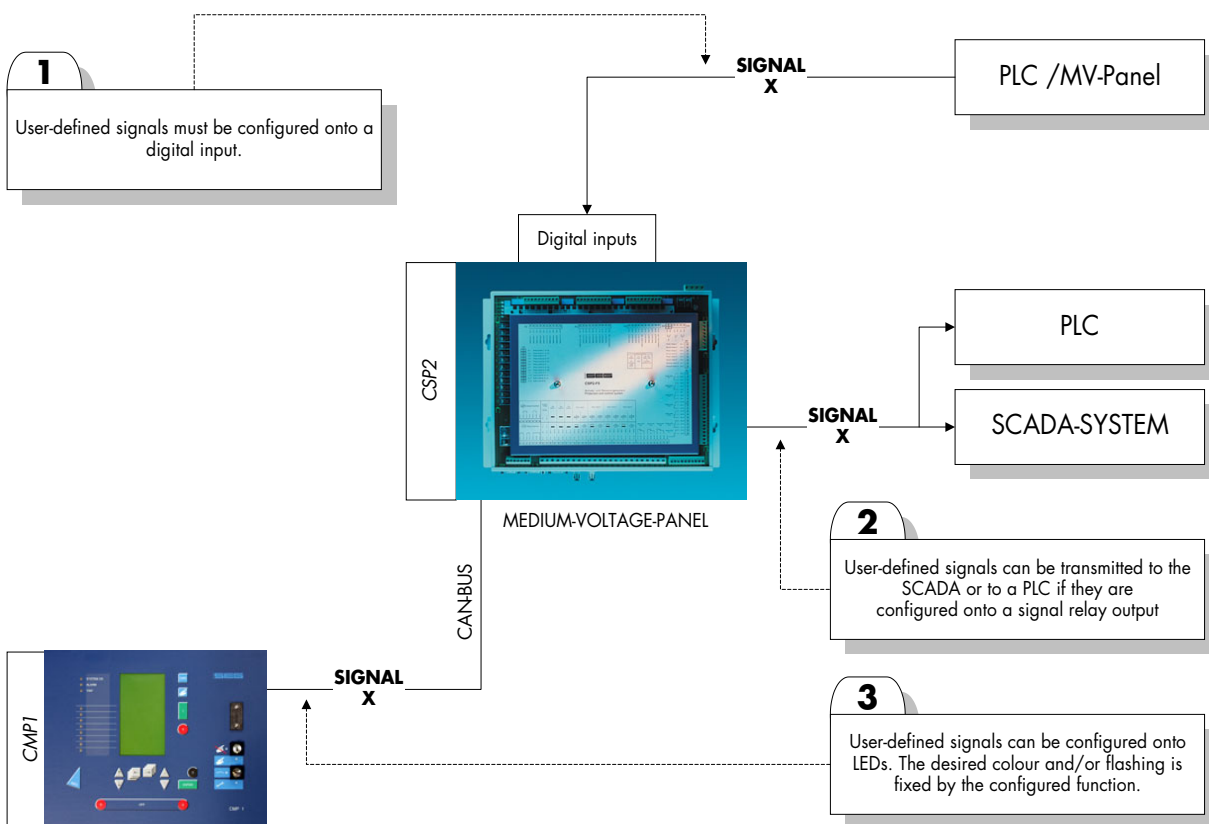 1
User-defined signals must be configured onto a
digital input.
SIGNAL
X
PLC /MV-Panel
Digital inputs
CSP2
MEDIUM-VOLTAGE-PANEL
SIGNAL
X
PLC
SCADA-SYSTEM
2
User-defined signals can be transmitted to the
SCADA or to a PLC if they are
configured onto a signal relay output
CAN-BUS
SIGNAL
X
CMP1
CMP 1
3
User-defined signals can be configured onto
LEDs. The desired colour and/or flashing is
fixed by the configured function.